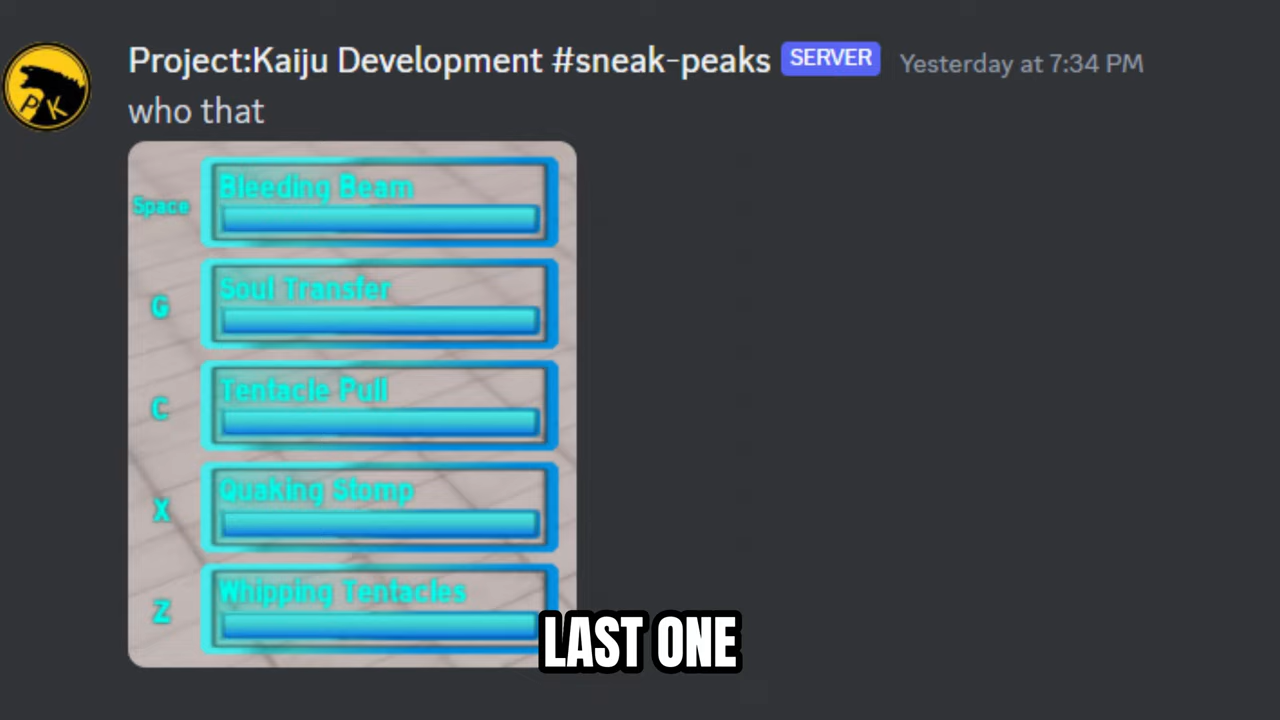 Project:Kaiju Development #sneak-peaks SERVER Yesterday at 7:34 PM
PK
who that
Bleeding Beam
Space
Soul Transfer
G
Tentacle Pull
C
Quaking Stomp
X
Whipping Tentacles
Z
LAST ONE